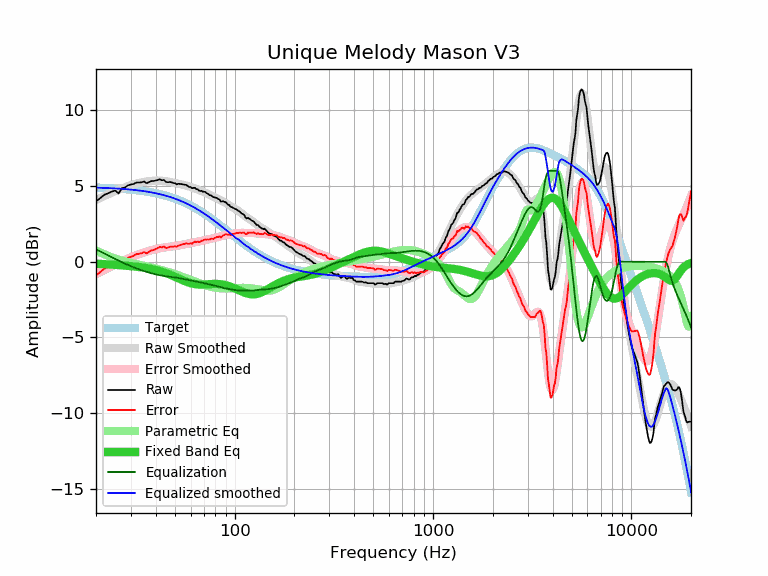 Unique Melody Mason V3
Amplitude (dBr)
10
5
0
−5
−10
−15
Target
Raw Smoothed
Error Smoothed
Raw
Error
Parametric Eq
Fixed Band Eq
Equalization
Equalized smoothed
100 1000 10000
Frequency (Hz)